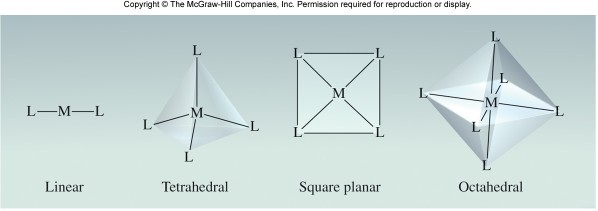 Copyright © The McGraw-Hill Companies, Inc. Permission required for reproduction or display.
L M L
L
L M L
L
L L
M
L L
L
L L
M
L L
L
Linear Tetrahedral Square planar Octahedral